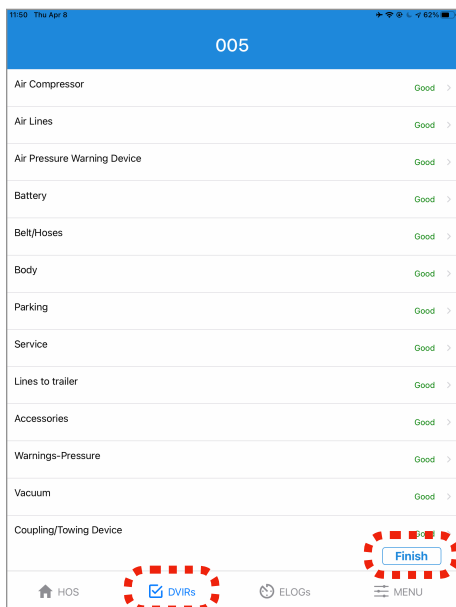 11:50 Thu Apr 8 62%
005
Air Compressor Good
Air Lines Good
Air Pressure Warning Device Good
Battery Good
Belt/Hoses Good
Body Good
Parking Good
Service Good
Lines to trailer Good
Accessories Good
Warnings-Pressure Good
Vacuum Good
Coupling/Towing Device Good
Finish
HOS DVIRs ELOGs MENU